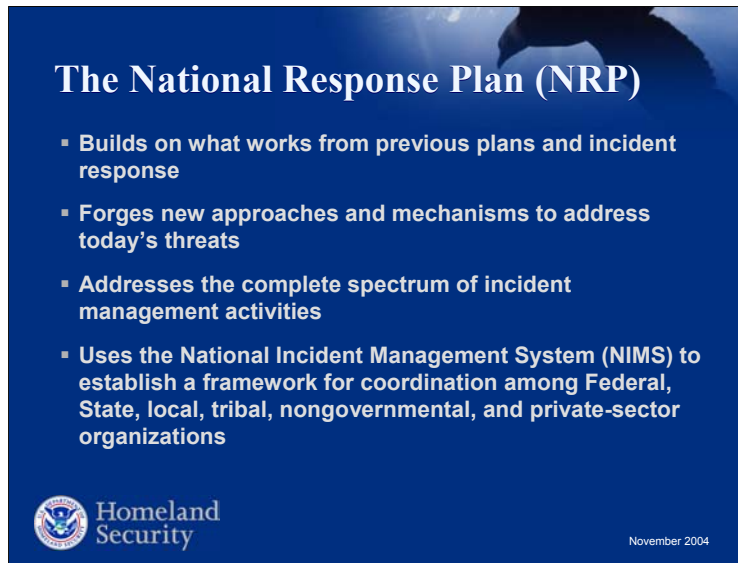 The National Response Plan (NRP)
▪ Builds on what works from previous plans and incident
response
▪ Forges new approaches and mechanisms to address
today's threats
▪ Addresses the complete spectrum of incident
management activities
▪ Uses the National Incident Management System (NIMS) to
establish a framework for coordination among Federal,
State, local, tribal, nongovernmental, and private-sector
organizations
Homeland
Security
November 2004